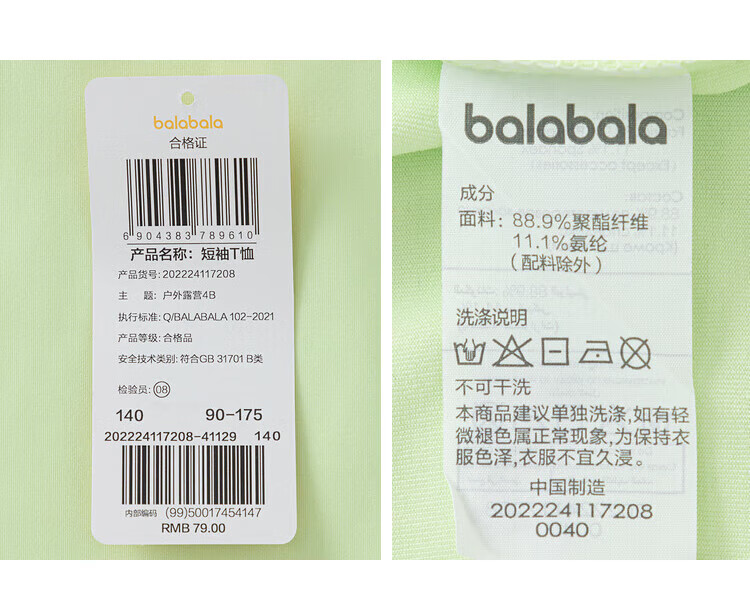 balabala
合格证
6 904383 789610
产品名称: 短袖T恤
产品货号: 202224117208
主 题: 户外露营4B
执行标准: Q/BALABALA 102-2021
产品等级: 合格品
安全技术类别: 符合GB 31701 B类
检验员: 08
140 90-175
202224117208-41129 140
内部编码 (99)50017454147
RMB 79.00
balabala
成分
面料: 88.9%聚酯纤维
11.1%氨纶
(配料除外)
洗涤说明
不可干洗
本商品建议单独洗涤,如有轻
微褪色属正常现象,为保持衣
服色泽,衣服不宜久浸。
中国制造
202224117208
0040